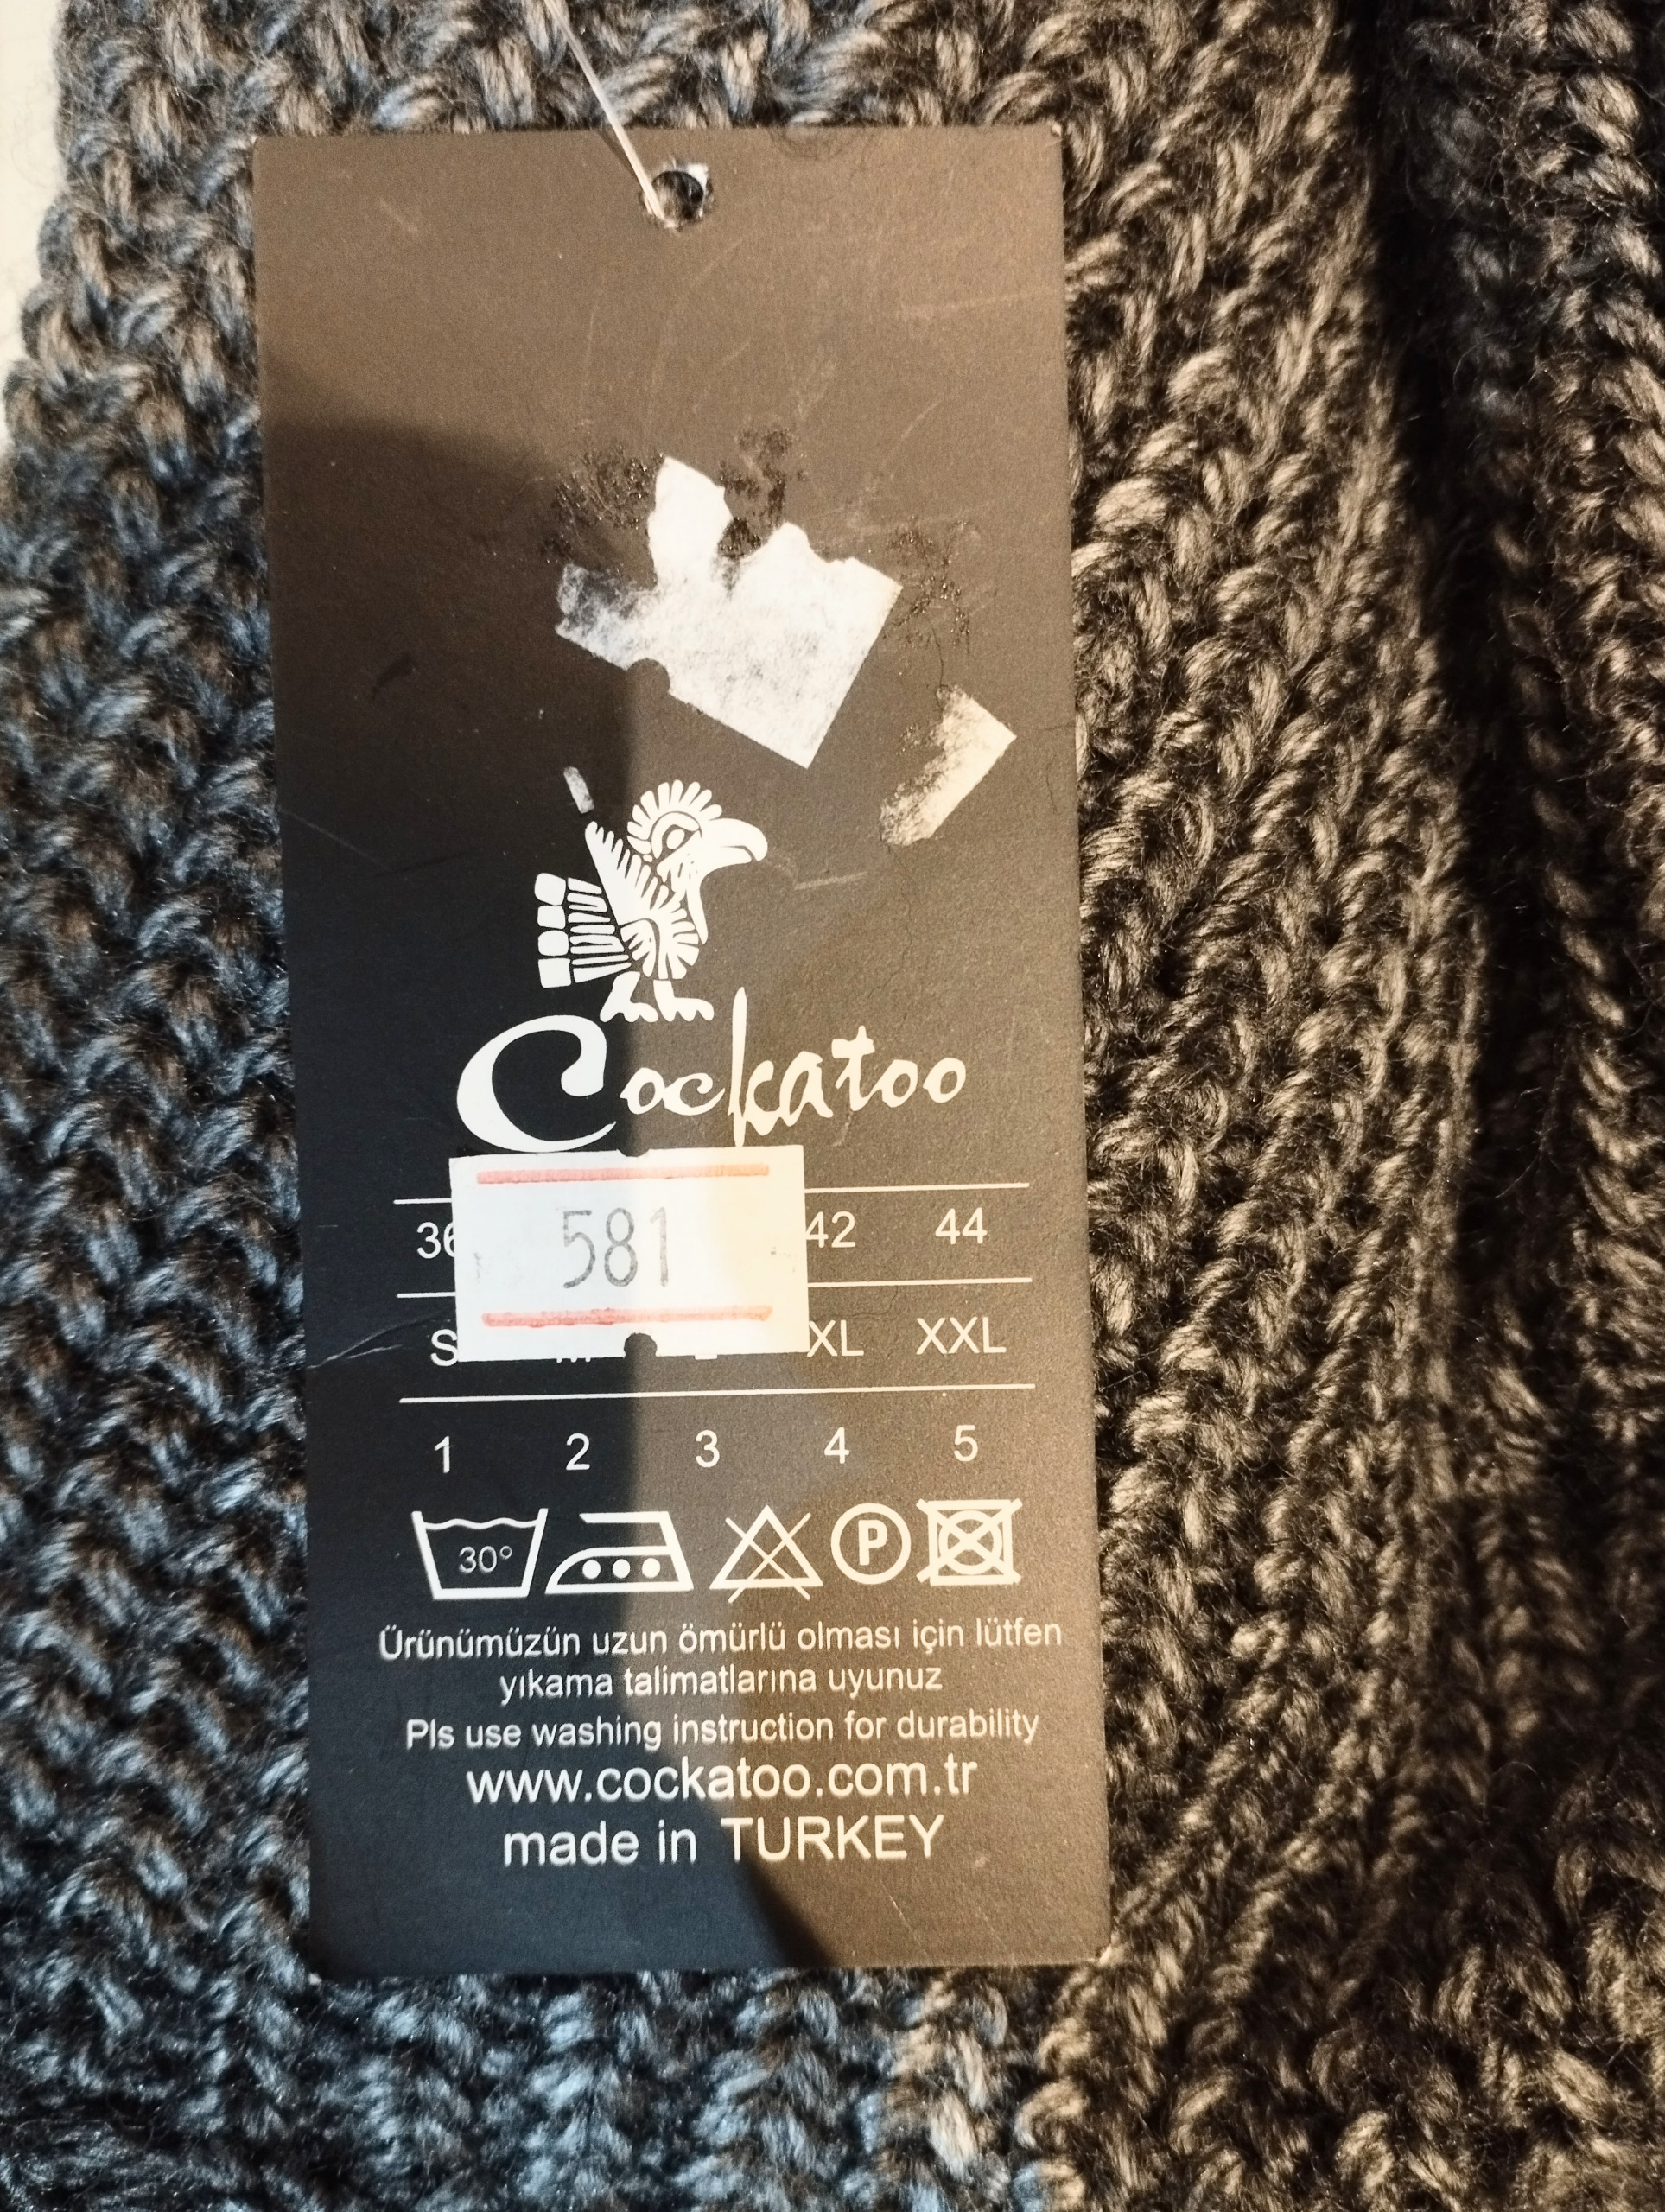 Cockatoo
581 42 44
XL XXL
1 2 3 4 5
30° P
Ürünümüzün uzun ömürlü olması için lütfen
yıkama talimatlarına uyunuz
Pls use washing instruction for durability
www.cockatoo.com.tr
made in TURKEY